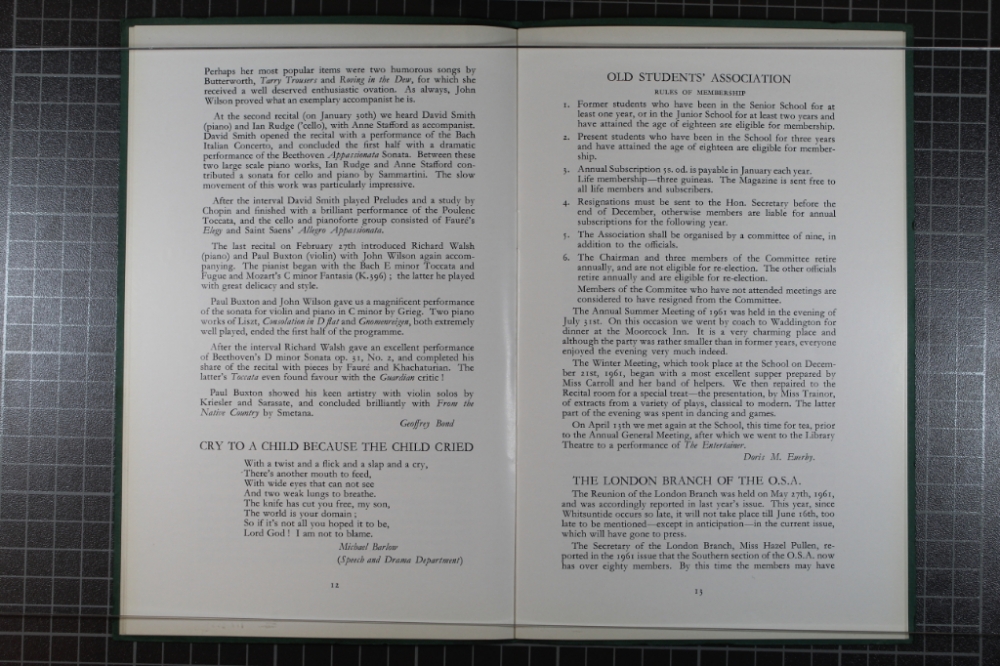 Perhaps her most popular items were two humorous songs by
Butterworth, Tarry Trousers and Roving in the Dew, for which she
received a well deserved enthusiastic ovation. As always, John
Wilson proved what an exemplary accompanist he is.
At the second recital (on January 30th) we heard David Smith
(piano) and Ian Rudge ('cello), with Anne Stafford as accompanist.
David Smith opened the recital with a performance of the Bach
Italian Concerto, and concluded the first half with a dramatic
performance of the Beethoven Appassionata Sonata. Between these
two large scale piano works, Ian Rudge and Anne Stafford con-
tributed a sonata for cello and piano by Sammartini. The slow
movement of this work was particularly impressive.
After the interval David Smith played Preludes and a study by
Chopin and finished with a brilliant performance of the Poulenc
Toccata, and the cello and pianoforte group consisted of Fauré's
Elegy and Saint Saens' Allegro Appassionata.
The last recital on February 27th introduced Richard Walsh
(piano) and Paul Buxton (violin) with John Wilson again accom-
panying. The pianist began with the Bach E minor Toccata and
Fugue and Mozart's C minor Fantasia (K.396); the latter he played
with great delicacy and style.
Paul Buxton and John Wilson gave us a magnificent performance
of the sonata for violin and piano in C minor by Grieg. Two piano
works of Liszt, Consolation in D flat and Gnomenreigen, both extremely
well played, ended the first half of the programme.
After the interval Richard Walsh gave an excellent performance
of Beethoven's D minor Sonata op. 31, No. 2, and completed his
share of the recital with pieces by Fauré and Khachaturian. The
latter's Toccata even found favour with the Guardian critic!
Paul Buxton showed his keen artistry with violin solos by
Kriesler and Sarasate, and concluded brilliantly with From the
Native Country by Smetana.
Geoffrey Bond
CRY TO A CHILD BECAUSE THE CHILD CRIED
With a twist and a flick and a slap and a cry,
There's another mouth to feed,
With wide eyes that can not see
And two weak lungs to breathe.
The knife has cut you free, my son,
The world is your domain;
So if it's not all you hoped it to be,
Lord God! I am not to blame.
Michael Barlow
(Speech and Drama Department)
12
OLD STUDENTS' ASSOCIATION
RULES OF MEMBERSHIP
1. Former students who have been in the Senior School for at
least one year, or in the Junior School for at least two years and
have attained the age of eighteen are eligible for membership.
2. Present students who have been in the School for three years
and have attained the age of eighteen are eligible for member-
ship.
3. Annual Subscription 5s. od. is payable in January each year.
Life membership—three guineas. The Magazine is sent free to
all life members and subscribers.
4. Resignations must be sent to the Hon. Secretary before the
end of December, otherwise members are liable for annual
subscriptions for the following year.
5. The Association shall be organised by a committee of nine, in
addition to the officials.
6. The Chairman and three members of the Committee retire
annually, and are not eligible for re-election. The other officials
retire annually and are eligible for re-election.
Members of the Commitee who have not attended meetings are
considered to have resigned from the Committee.
The Annual Summer Meeting of 1961 was held in the evening of
July 31st. On this occasion we went by coach to Waddington for
dinner at the Moorcock Inn. It is a very charming place and
although the party was rather smaller than in former years, everyone
enjoyed the evening very much indeed.
The Winter Meeting, which took place at the School on Decem-
ber 21st, 1961, began with a most excellent supper prepared by
Miss Carroll and her band of helpers. We then repaired to the
Recital room for a special treat—the presentation, by Miss Trainor,
of extracts from a variety of plays, classical to modern. The latter
part of the evening was spent in dancing and games.
On April 13th we met again at the School, this time for tea, prior
to the Annual General Meeting, after which we went to the Library
Theatre to a performance of The Entertainer.
Doris M. Euerby.
THE LONDON BRANCH OF THE O.S.A.
The Reunion of the London Branch was held on May 27th, 1961,
and was accordingly reported in last year's issue. This year, since
Whitsuntide occurs so late, it will not take place till June 16th, too
late to be mentioned—except in anticipation—in the current issue,
which will have gone to press.
The Secretary of the London Branch, Miss Hazel Pullen, re-
ported in the 1961 issue that the Southern section of the O.S.A. now
has over eighty members. By this time the members may have
13